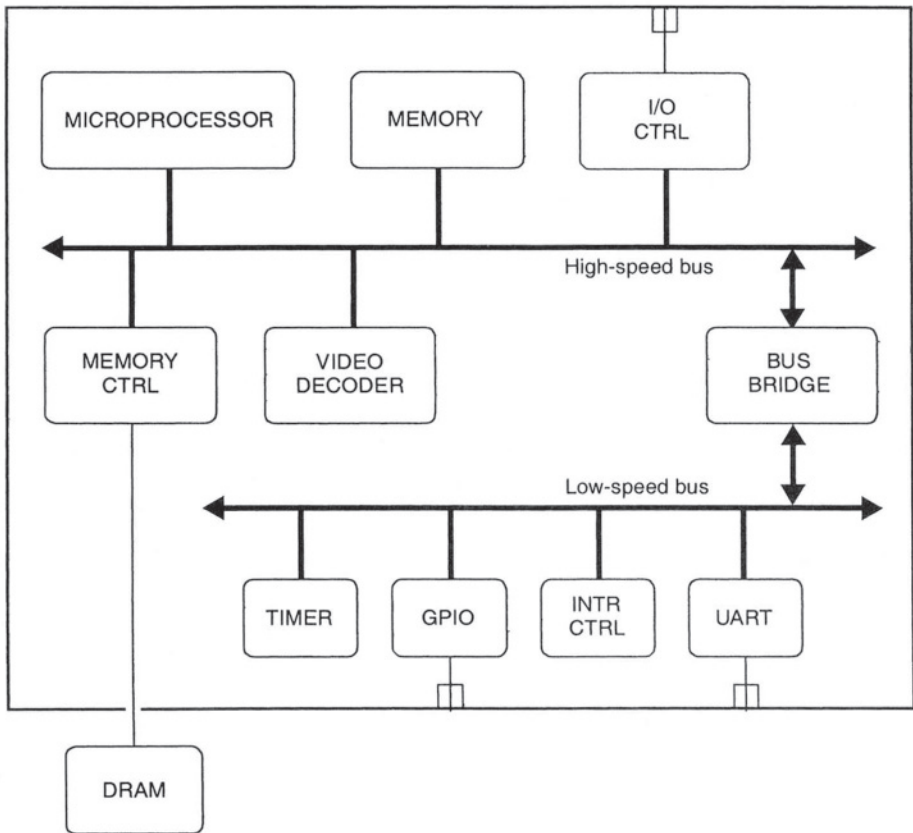 MICROPROCESSOR
MEMORY
I/O
CTRL
High-speed bus
MEMORY
CTRL
VIDEO
DECODER
BUS
BRIDGE
Low-speed bus
TIMER
GPIO
INTR
CTRL
UART
DRAM